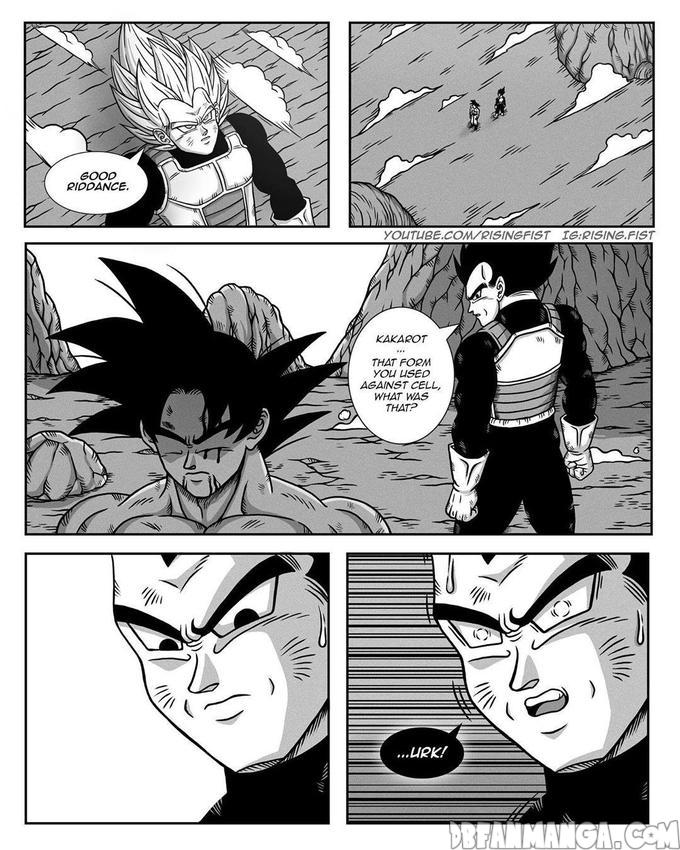 GOOD
RIDDANCE.
YOUTUBE.COM/RISINGFIST IG:RISING.FIST
KAKAROT
...
THAT FORM
YOU USED
AGAINST CELL,
WHAT WAS
THAT?
...URK!
DBFANMANGA.COM